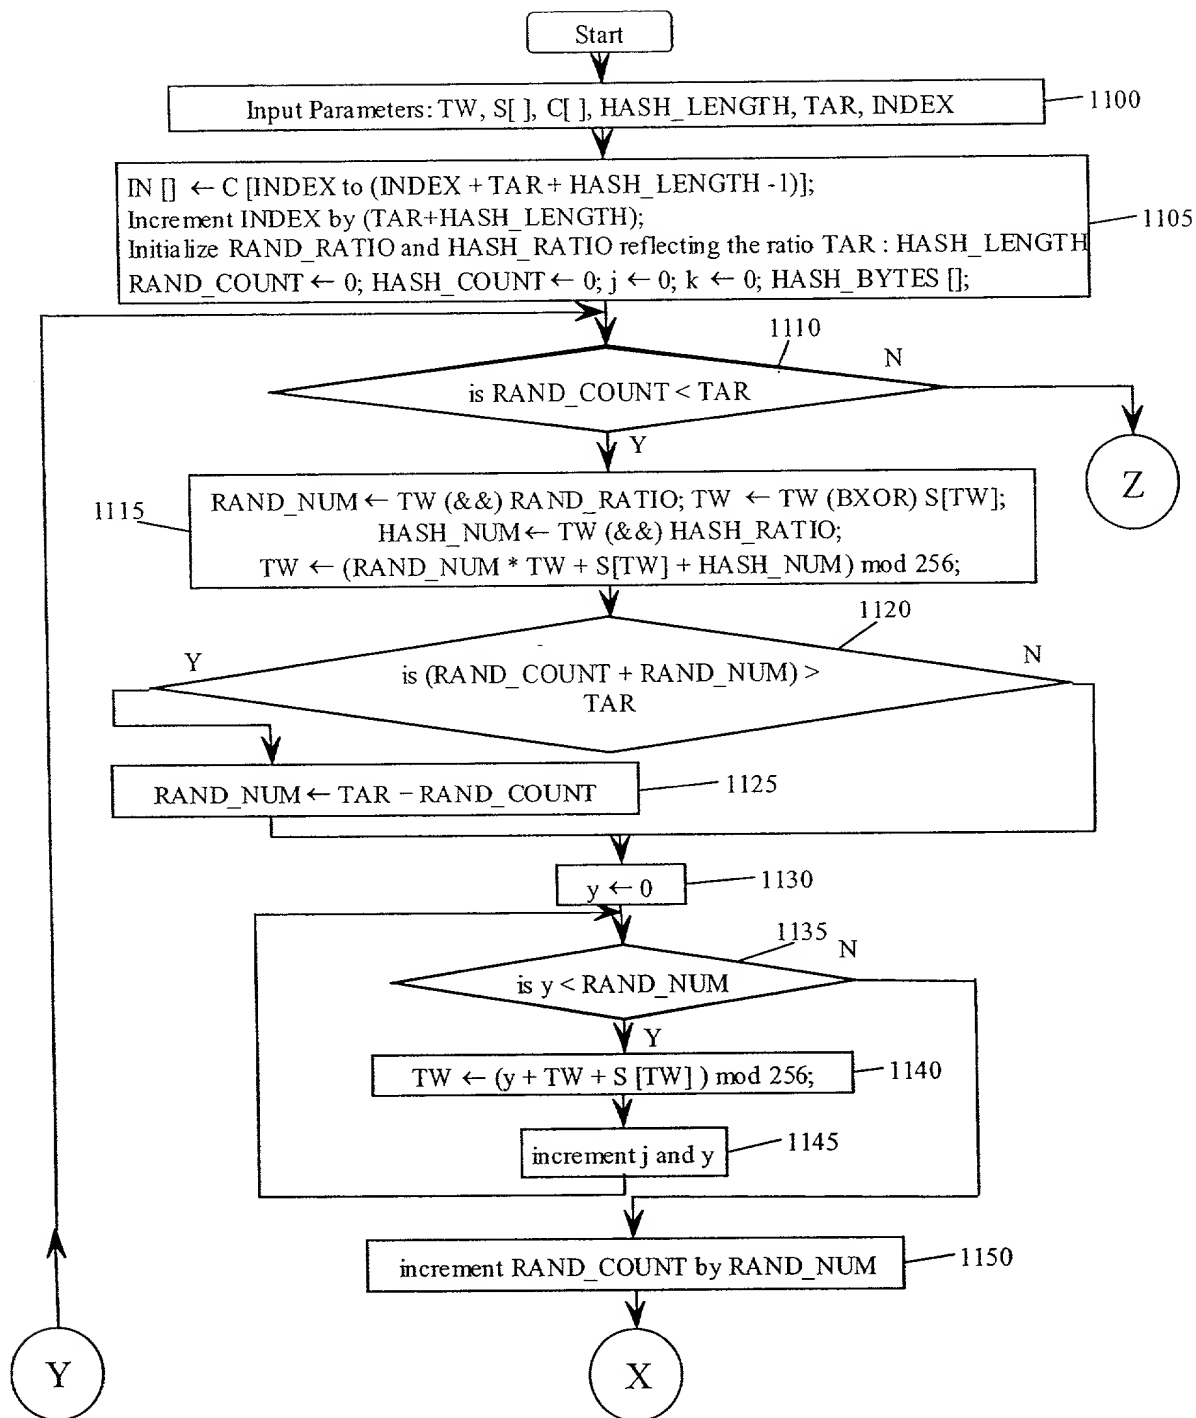 Start
Input Parameters: TW, S[ ], C[ ], HASH_LENGTH, TAR, INDEX
1100
IN [] ← C [INDEX to (INDEX + TAR + HASH_LENGTH -1)];
Increment INDEX by (TAR+HASH_LENGTH);
Initialize RAND_RATIO and HASH_RATIO reflecting the ratio TAR : HASH_LENGTH
RAND_COUNT ← 0; HASH_COUNT ← 0; j ← 0; k ← 0; HASH_BYTES [];
1105
1110
N
is RAND_COUNT < TAR
Y
Z
1115
RAND_NUM ← TW (&&) RAND_RATIO; TW ← TW (BXOR) S[TW];
HASH_NUM ← TW (&&) HASH_RATIO;
TW ← (RAND_NUM * TW + S[TW] + HASH_NUM) mod 256;
1120
Y
N
is (RAND_COUNT + RAND_NUM) >
TAR
RAND_NUM ← TAR − RAND_COUNT
1125
y ← 0
1130
1135
N
is y < RAND_NUM
Y
TW ← (y + TW + S [TW] ) mod 256;
1140
increment j and y
1145
increment RAND_COUNT by RAND_NUM
1150
Y
X